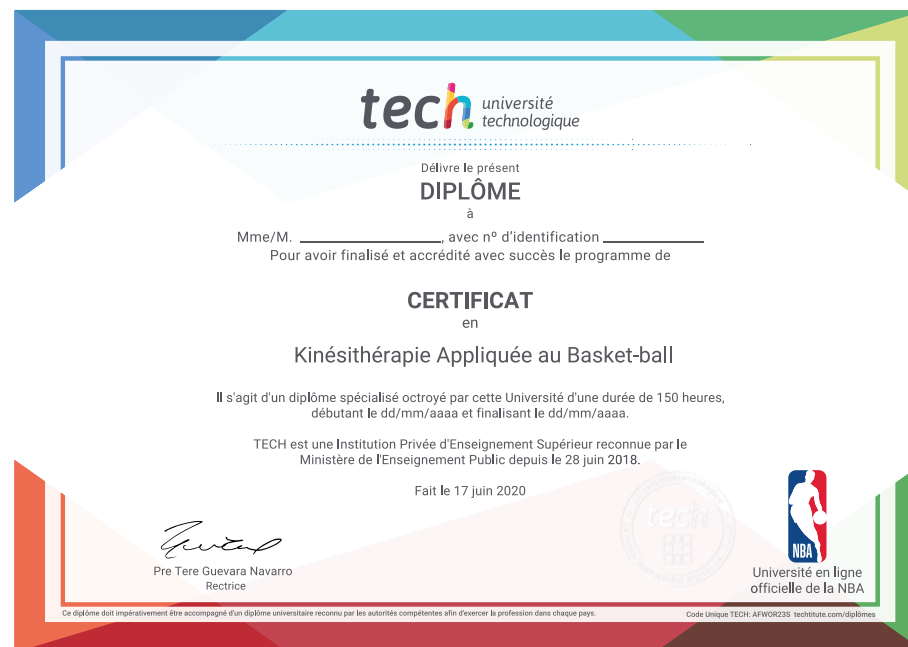 tech université
technologique
Délivre le présent
DIPLÔME
à
Mme/M. ____________________, avec nº d'identification ______________
Pour avoir finalisé et accrédité avec succès le programme de
CERTIFICAT
en
Kinésithérapie Appliquée au Basket-ball
Il s'agit d'un diplôme spécialisé octroyé par cette Université d'une durée de 150 heures,
débutant le dd/mm/aaaa et finalisant le dd/mm/aaaa.
TECH est une Institution Privée d'Enseignement Supérieur reconnue par le
Ministère de l'Enseignement Public depuis le 28 juin 2018.
Fait le 17 juin 2020
tech
Pre Tere Guevara Navarro
Rectrice
NBA
Université en ligne
officielle de la NBA
Ce diplôme doit impérativement être accompagné d'un diplôme universitaire reconnu par les autorités compétentes afin d'exercer la profession dans chaque pays.
Code Unique TECH: AFWOR23S techtitute.com/diplômes